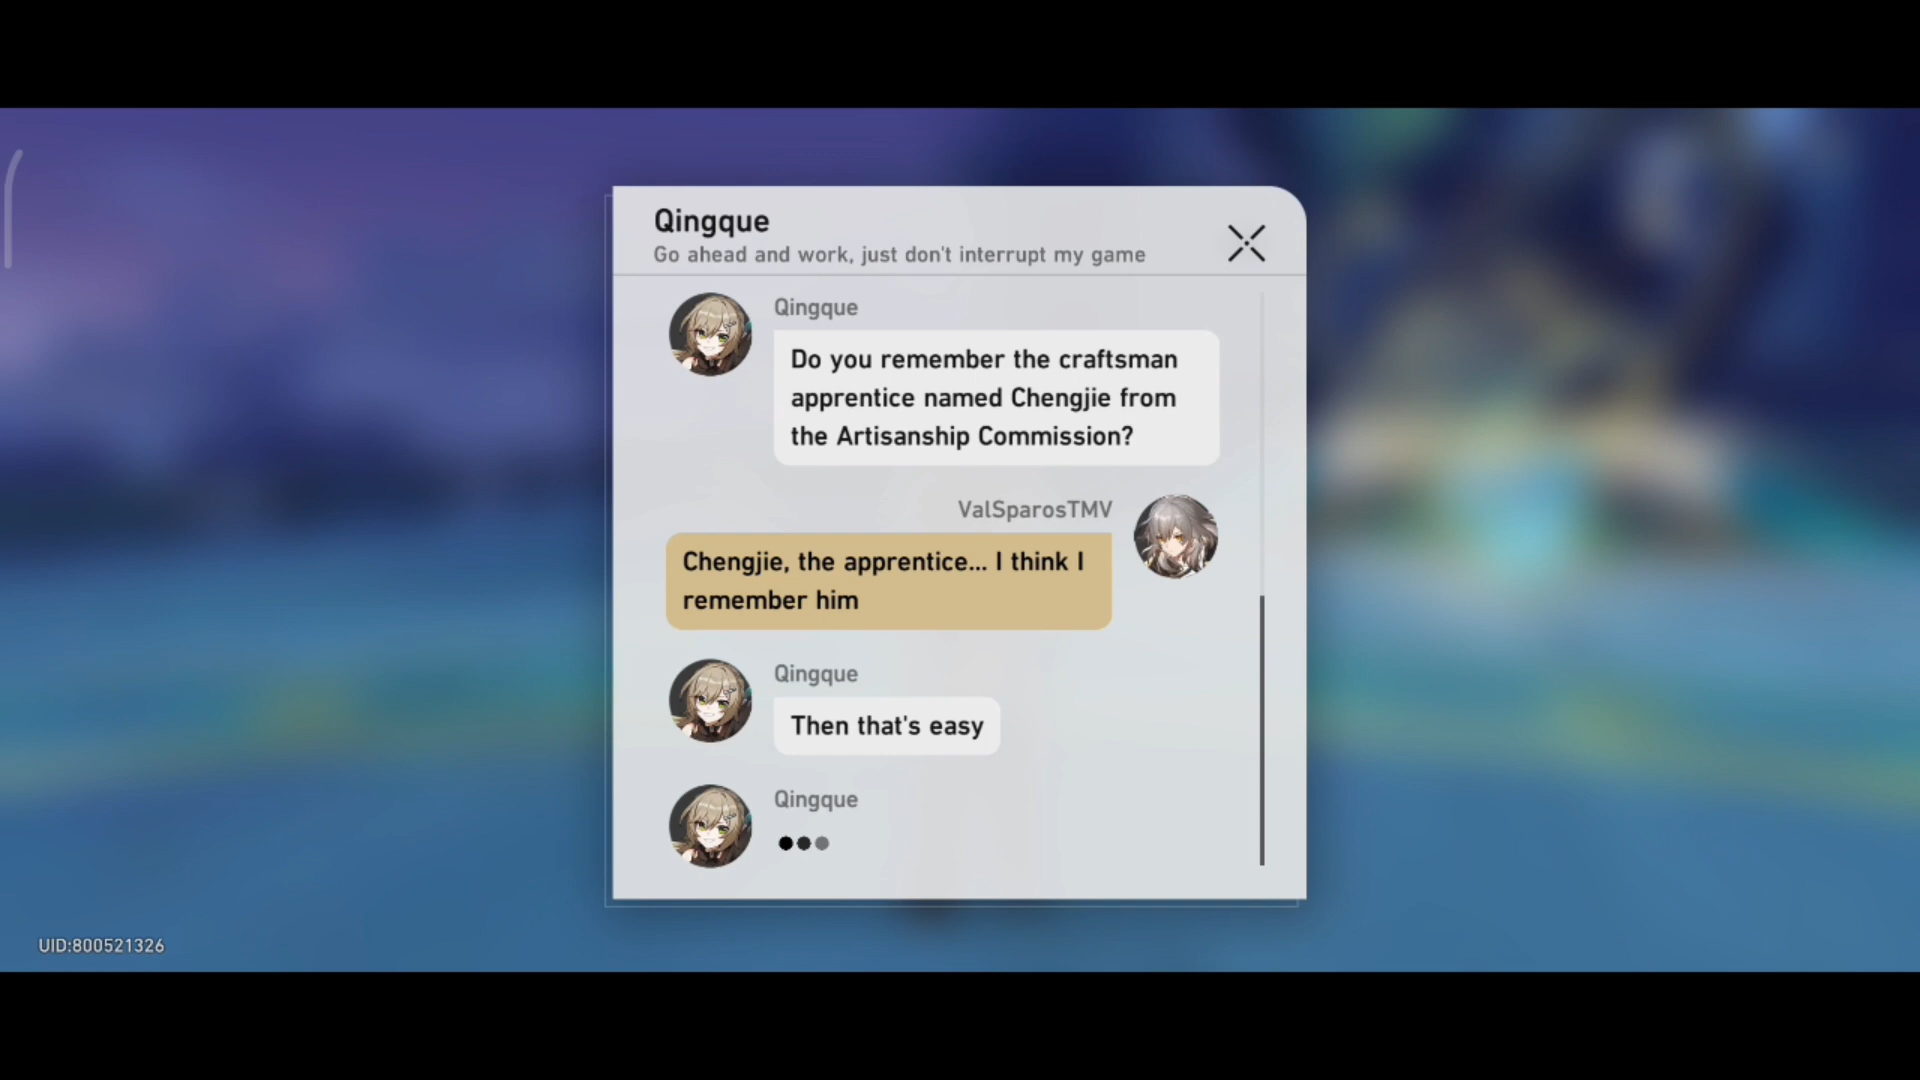 Qingque
Go ahead and work, just don't interrupt my game
Qingque
Do you remember the craftsman
apprentice named Chengjie from
the Artisanship Commission?
ValSparosTMV
Chengjie, the apprentice... I think I
remember him
Qingque
Then that's easy
Qingque
UID:800521326